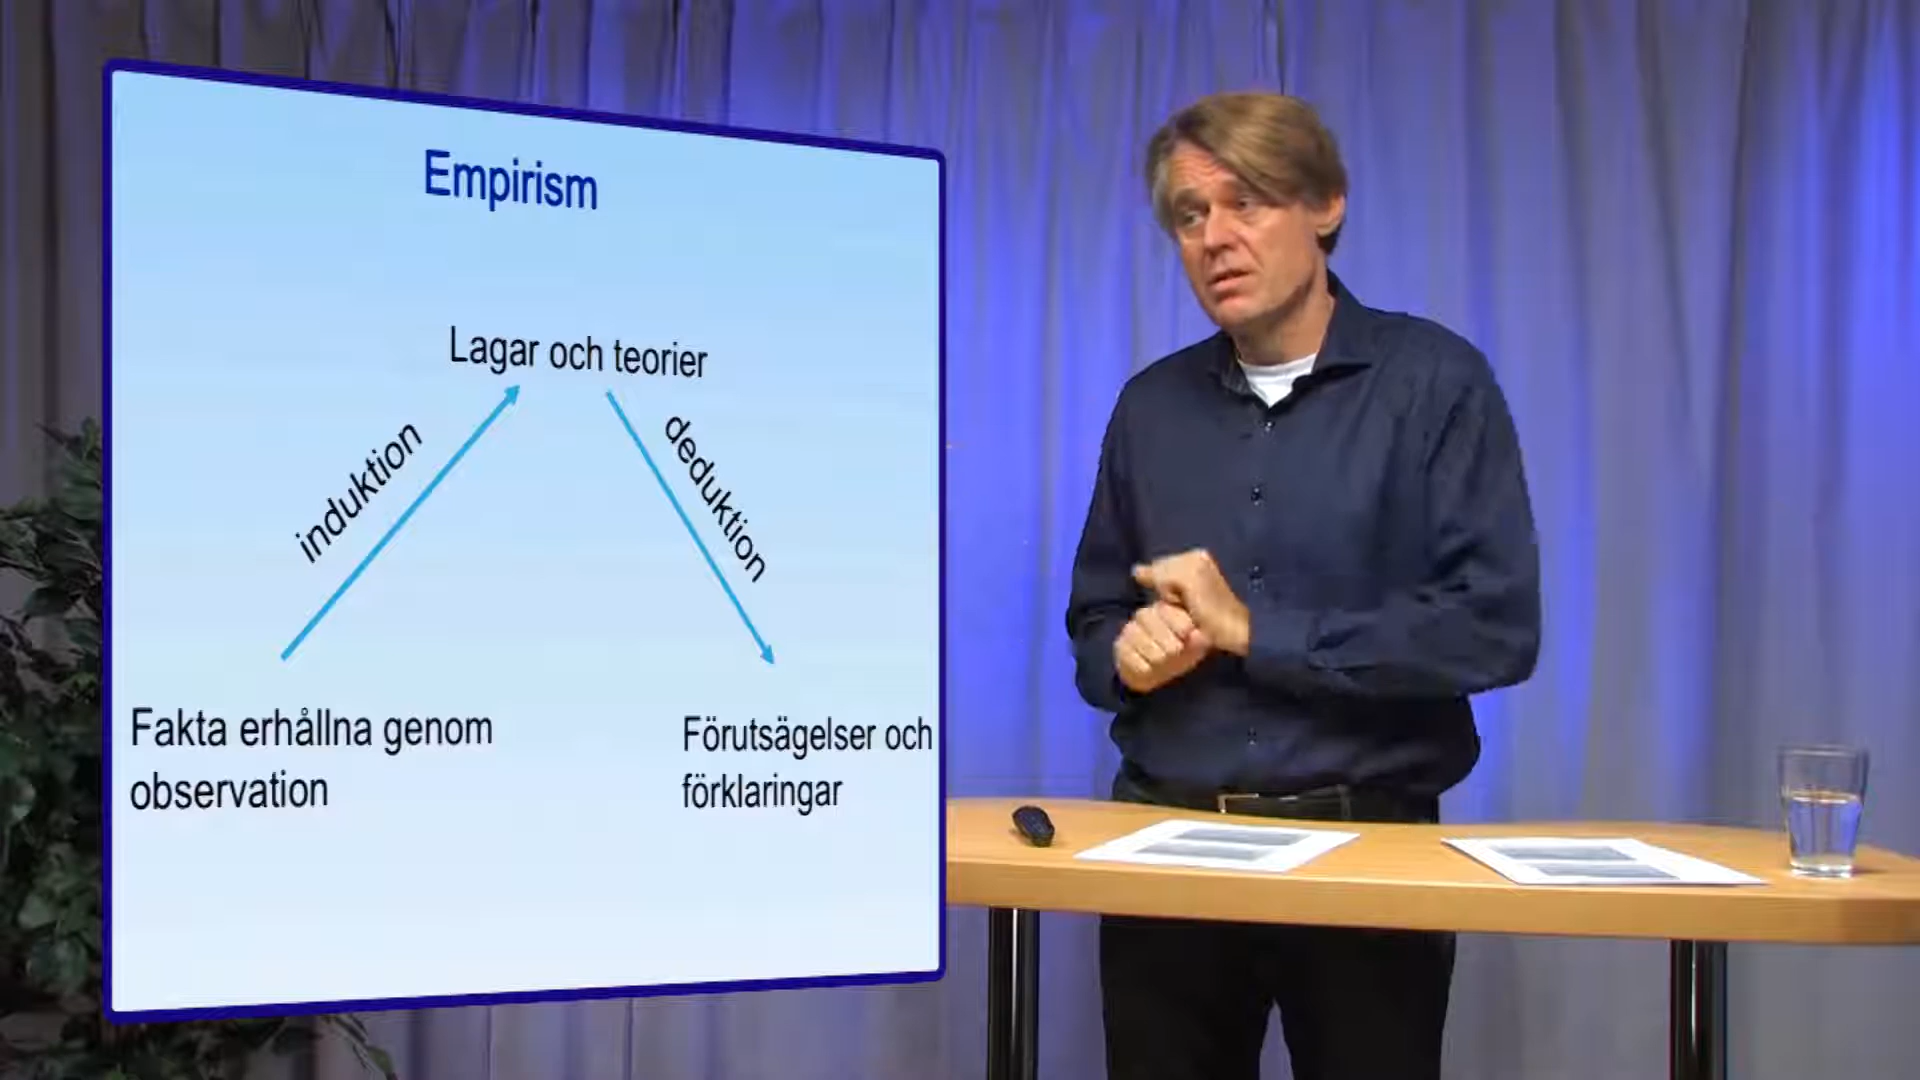 Empirism
Lagar och teorier
induktion
deduktion
Fakta erhållna genom
observation
Förutsägelser och
förklaringar